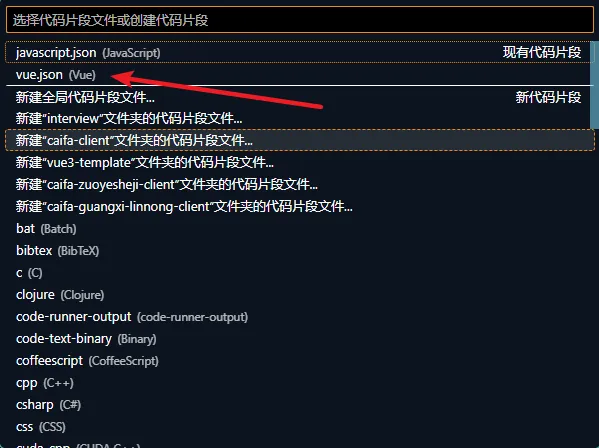 选择代码片段文件或创建代码片段
javascript.json (JavaScript) 现有代码片段
vue.json (Vue)
新建全局代码片段文件... 新代码片段
新建“interview”文件夹的代码片段文件...
新建“caifa-client”文件夹的代码片段文件...
新建“vue3-template”文件夹的代码片段文件...
新建“caifa-zuoyesheji-client”文件夹的代码片段文件...
新建“caifa-guangxi-linnong-client”文件夹的代码片段文件...
bat (Batch)
bibtex (BibTeX)
c (C)
clojure (Clojure)
code-runner-output (code-runner-output)
code-text-binary (Binary)
coffeescript (CoffeeScript)
cpp (C++)
csharp (C#)
css (CSS)
cuda-cpp (CUDA C++)